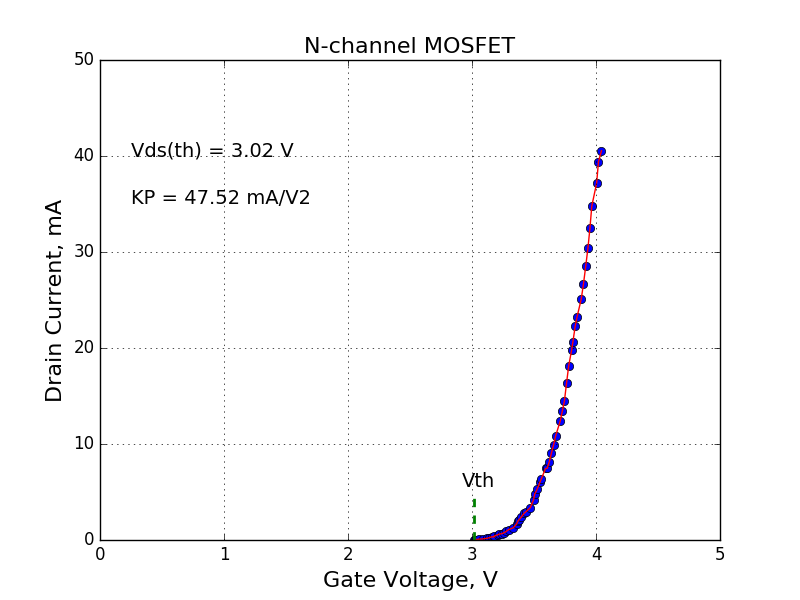 N-channel MOSFET
50
40
30
20
10
0
Drain Current, mA
Vds(th) = 3.02 V
KP = 47.52 mA/V2
Vth
0 1 2 3 4 5
Gate Voltage, V